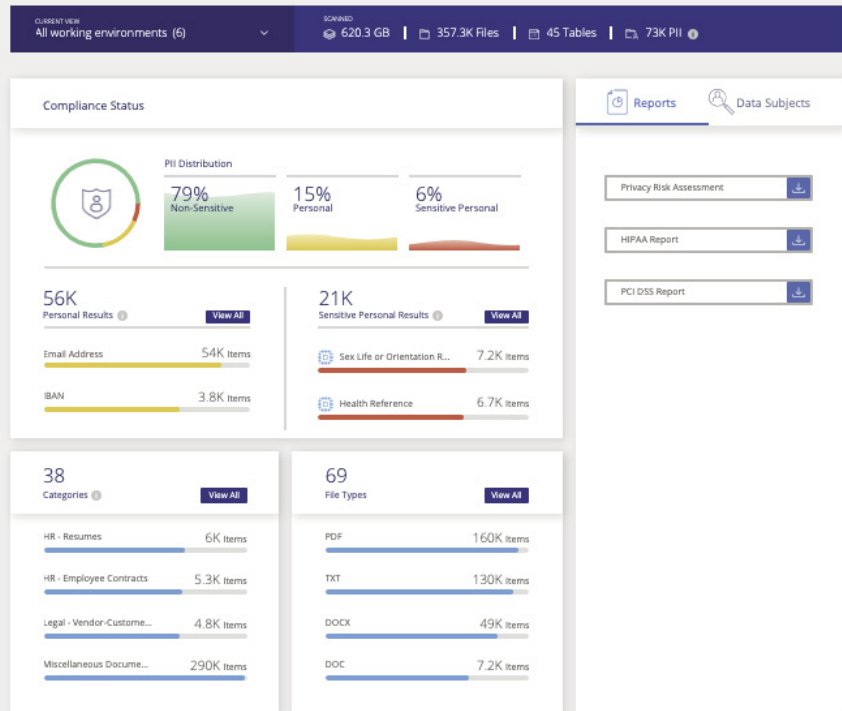 CURRENT VIEW
All working environments (6)
SCANNED
620.3 GB 357.3K Files 45 Tables 73K PII
Compliance Status
PII Distribution
79%
Non-Sensitive
15%
Personal
6%
Sensitive Personal
56K
Personal Results
View All
Email Address 54K Items
IBAN 3.8K Items
21K
Sensitive Personal Results
View All
Sex Life or Orientation R... 7.2K Items
Health Reference 6.7K Items
38
Categories
View All
HR - Resumes 6K Items
HR - Employee Contracts 5.3K Items
Legal - Vendor-Custome... 4.8K Items
Miscellaneous Docume... 290K Items
69
File Types
View All
PDF 160K Items
TXT 130K Items
DOCX 49K Items
DOC 7.2K Items
Reports
Data Subjects
Privacy Risk Assessment
HIPAA Report
PCI DSS Report